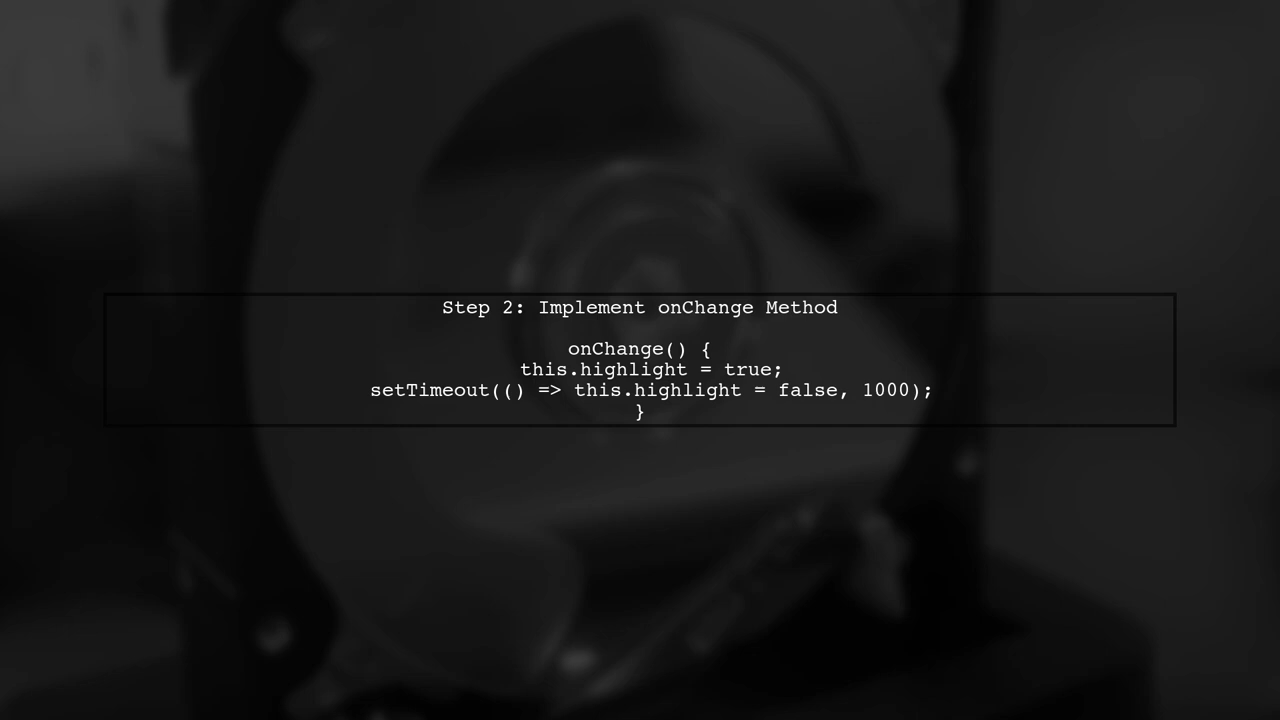 Step 2: Implement onChange Method
onChange() {
this.highlight = true;
setTimeout(() => this.highlight = false, 1000);
}